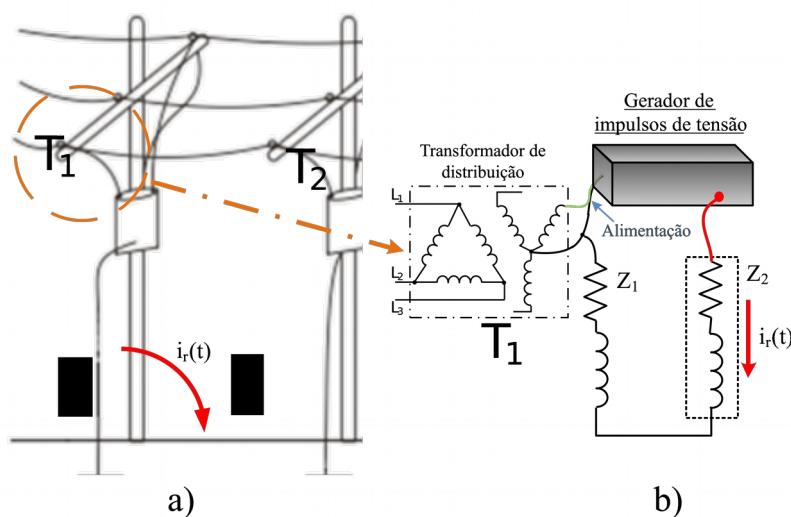 T1
T2
ir(t)
a)
Gerador de
impulsos de tensão
Transformador de
distribuição
L1
L2
L3
Alimentação
T1
Z1
Z2
ir(t)
b)